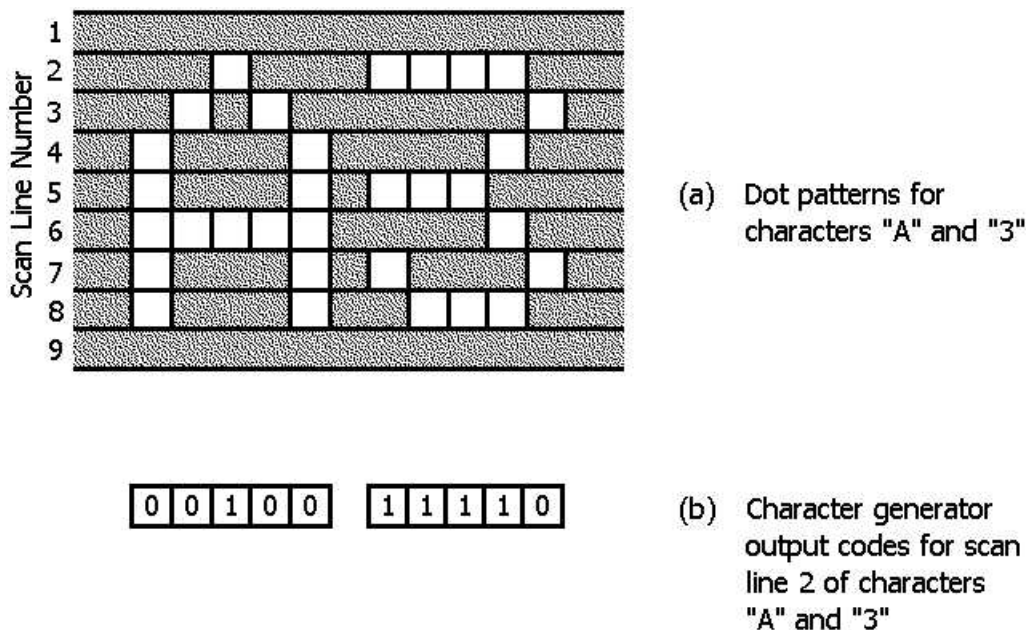 Scan Line Number
1
2
3
4
5
6
7
8
9
(a) Dot patterns for
characters "A" and "3"
0 0 1 0 0 1 1 1 1 0
(b) Character generator
output codes for scan
line 2 of characters
"A" and "3"